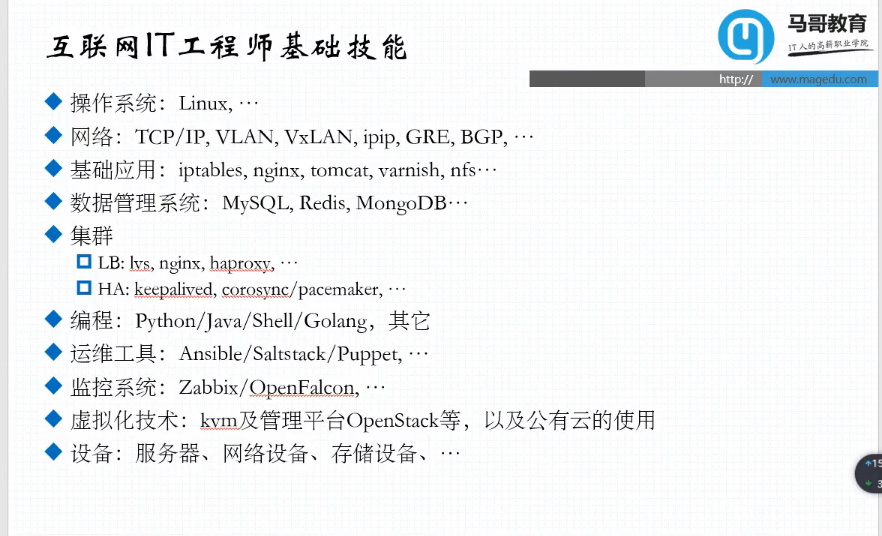 互联网IT工程师基础技能
马哥教育
IT人的高薪职业学院
http://
www.magedu.com
操作系统：Linux, …
网络：TCP/IP, VLAN, VxLAN, ipip, GRE, BGP, …
基础应用：iptables, nginx, tomcat, varnish, nfs…
数据管理系统：MySQL, Redis, MongoDB…
集群
LB: lvs, nginx, haproxy, …
HA: keepalived, corosync/pacemaker, …
编程：Python/Java/Shell/Golang，其它
运维工具：Ansible/Saltstack/Puppet, …
监控系统：Zabbix/OpenFalcon, …
虚拟化技术：kvm及管理平台OpenStack等，以及公有云的使用
设备：服务器、网络设备、存储设备、…